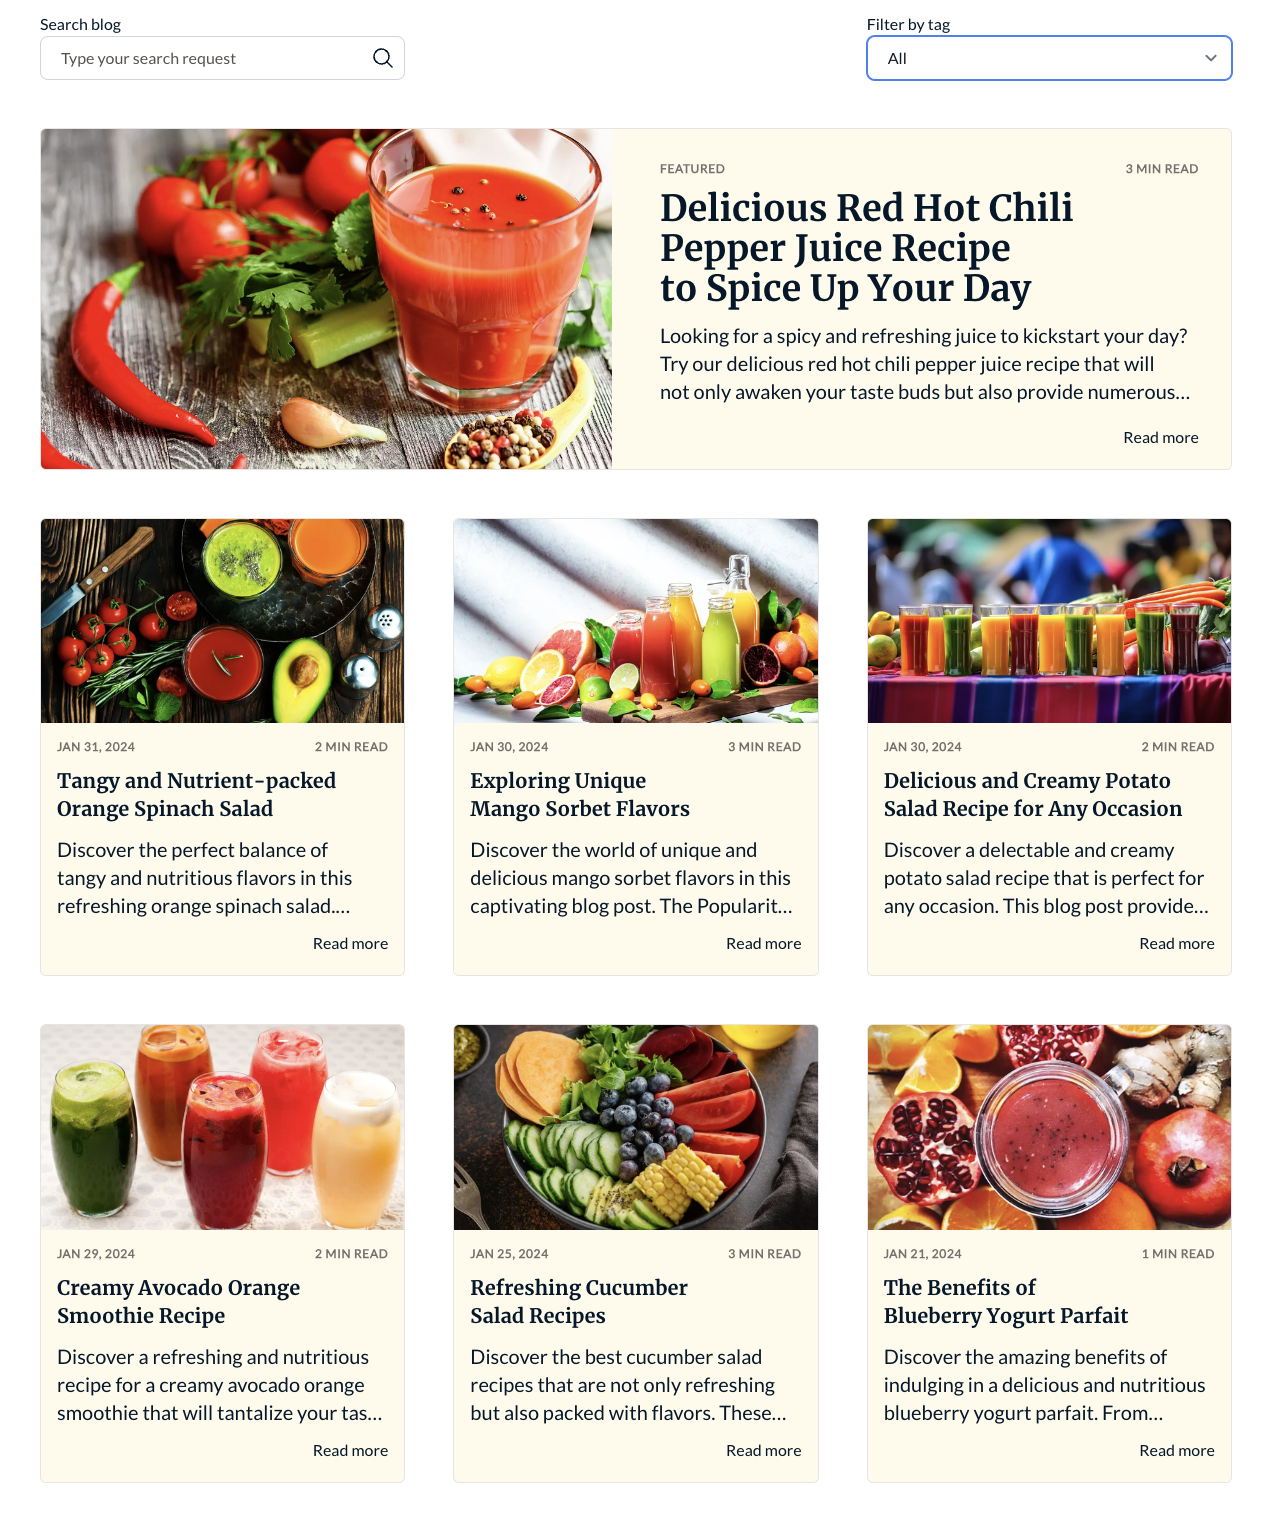 Search blog
Type your search request
Filter by tag
All
FEATURED
3 MIN READ
Delicious Red Hot Chili
Pepper Juice Recipe
to Spice Up Your Day
Looking for a spicy and refreshing juice to kickstart your day?
Try our delicious red hot chili pepper juice recipe that will
not only awaken your taste buds but also provide numerous...
Read more
JAN 31, 2024
2 MIN READ
Tangy and Nutrient-packed
Orange Spinach Salad
Discover the perfect balance of
tangy and nutritious flavors in this
refreshing orange spinach salad....
Read more
JAN 30, 2024
3 MIN READ
Exploring Unique
Mango Sorbet Flavors
Discover the world of unique and
delicious mango sorbet flavors in this
captivating blog post. The Popularit...
Read more
JAN 30, 2024
2 MIN READ
Delicious and Creamy Potato
Salad Recipe for Any Occasion
Discover a delectable and creamy
potato salad recipe that is perfect for
any occasion. This blog post provide...
Read more
JAN 29, 2024
2 MIN READ
Creamy Avocado Orange
Smoothie Recipe
Discover a refreshing and nutritious
recipe for a creamy avocado orange
smoothie that will tantalize your tas...
Read more
JAN 25, 2024
3 MIN READ
Refreshing Cucumber
Salad Recipes
Discover the best cucumber salad
recipes that are not only refreshing
but also packed with flavors. These...
Read more
JAN 21, 2024
1 MIN READ
The Benefits of
Blueberry Yogurt Parfait
Discover the amazing benefits of
indulging in a delicious and nutritious
blueberry yogurt parfait. From...
Read more